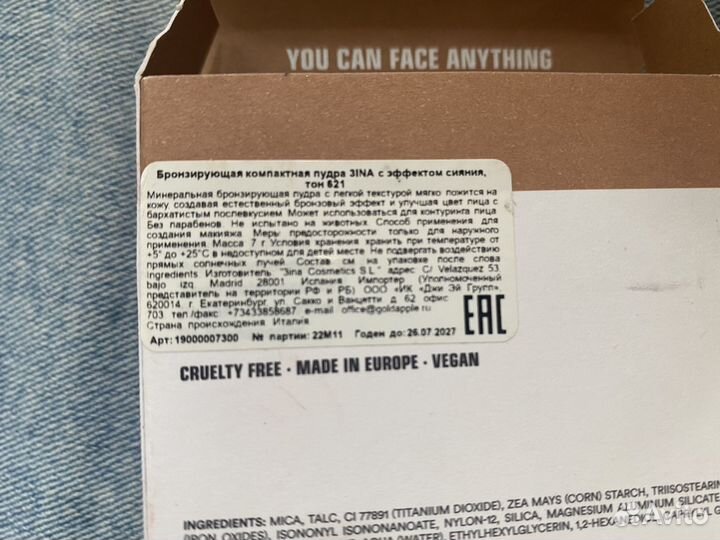 YOU CAN FACE ANYTHING
Бронзирующая компактная пудра 3INA с эффектом сияния,
тон 621
Минеральная бронзирующая пудра с легкой текстурой мягко ложится на
кожу создавая естественный бронзовый эффект и улучшая цвет лица с
бархатистым послевкусием Может использоваться для контуринга лица
Без парабенов. Не испытано на животных. Способ применения для
создания макияжа Меры предосторожности только для наружного
применения. Масса 7 г Условия хранения хранить при температуре от
+5° до +25°С в недоступном для детей месте. Не подвергать воздействию
прямых солнечных лучей. Состав см на упаковке после слова
Ingredients Изготовитель "3ina Cosmetics S L" адрес C/ Velazquez 53
bajo izq Madrid 28001 Испания Импортер (Уполномоченный
представитель на территории РФ и РБ) ООО «ИК «Джи Эй Групп»,
620014 г Екатеринбург ул Сакко и Ванцетти д 62 офис
703 тел/факс +73433858687 e-mail office@goldapple.ru
Страна происхождения. Италия
Арт: 19000007300 № партии: 22M11 Годен до: 26.07 2027
EAC
CRUELTY FREE · MADE IN EUROPE · VEGAN
INGREDIENTS: MICA, TALC, CI 77891 (TITANIUM DIOXIDE), ZEA MAYS (CORN) STARCH, TRIISOSTEARIN
(IRON OXIDES), ISONONYL ISONONANOATE, NYLON-12, SILICA, MAGNESIUM ALUMINUM SILICATE
(WATER), ETHYLHEXYLGLYCERIN, 1,2-HEXANEDIOL, CAPRYLYL G
Avito